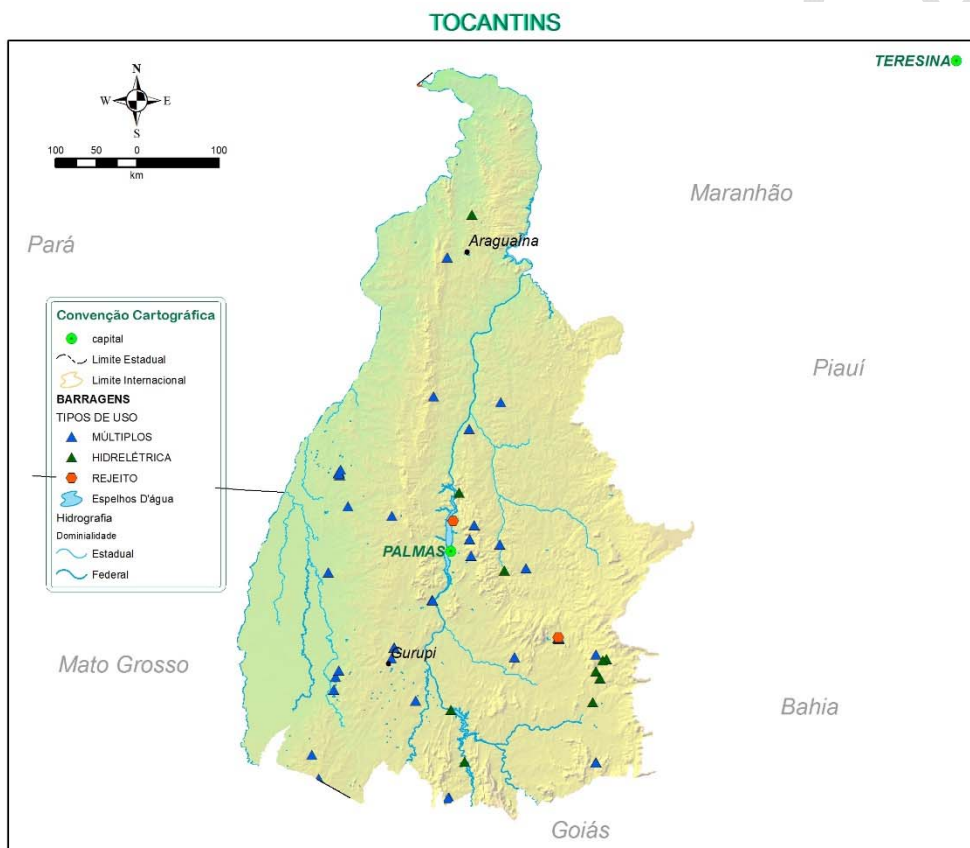 TOCANTINS
TERESINA
N
W E
S
100 50 0 100
km
Maranhão
Pará
Araguaína
Convenção Cartográfica
capital
Limite Estadual
Limite Internacional
BARRAGENS
TIPOS DE USO
MÚLTIPLOS
HIDRELÉTRICA
REJEITO
Espelhos D'água
Hidrografia
Dominialidade
Estadual
Federal
Piauí
PALMAS
Gurupi
Mato Grosso
Bahia
Goiás